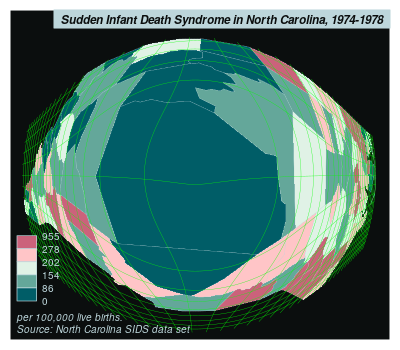 Sudden Infant Death Syndrome in North Carolina, 1974-1978
955
278
202
154
86
0
per 100,000 live births.
Source: North Carolina SIDS data set